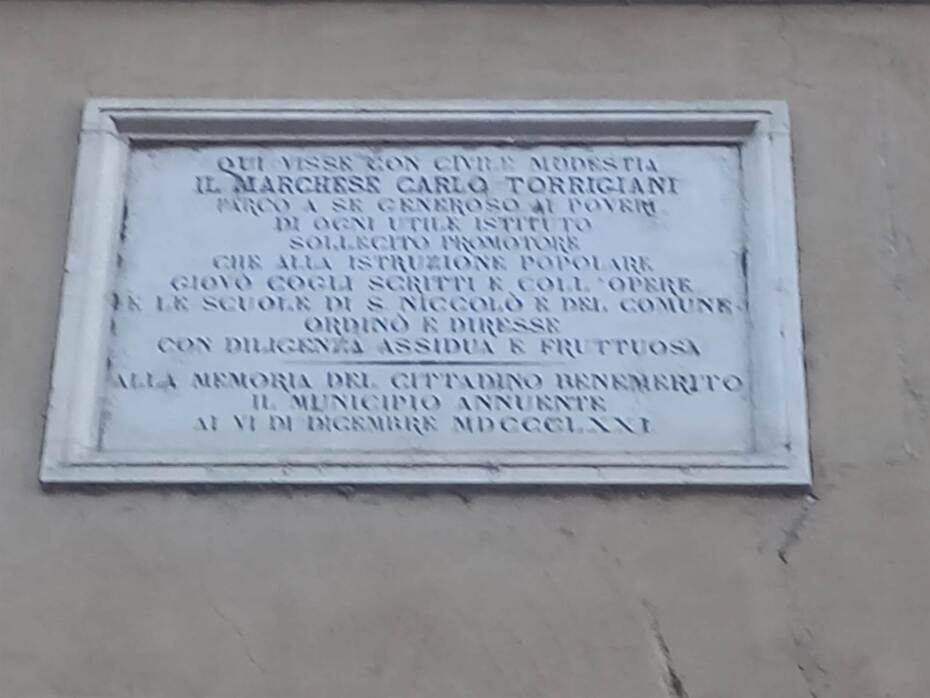 QUI VISSE CON CIVILE MODESTIA
IL MARCHESE CARLO TORRIGIANI
PARCO A SE GENEROSO AI POVERI
DI OGNI UTILE ISTITUTO
SOLLECITO PROMOTORE
CHE ALLA ISTRUZIONE POPOLARE
GIOVÒ COGLI SCRITTI E COLL'OPERE
E LE SCUOLE DI S. NICCOLÒ E DEL COMUNE
ORDINÒ E DIRESSE
CON DILIGENZA ASSIDUA E FRUTTUOSA
ALLA MEMORIA DEL CITTADINO BENEMERITO
IL MUNICIPIO ANNUENTE
AI VI DI DICEMBRE MDCCCLXXI.